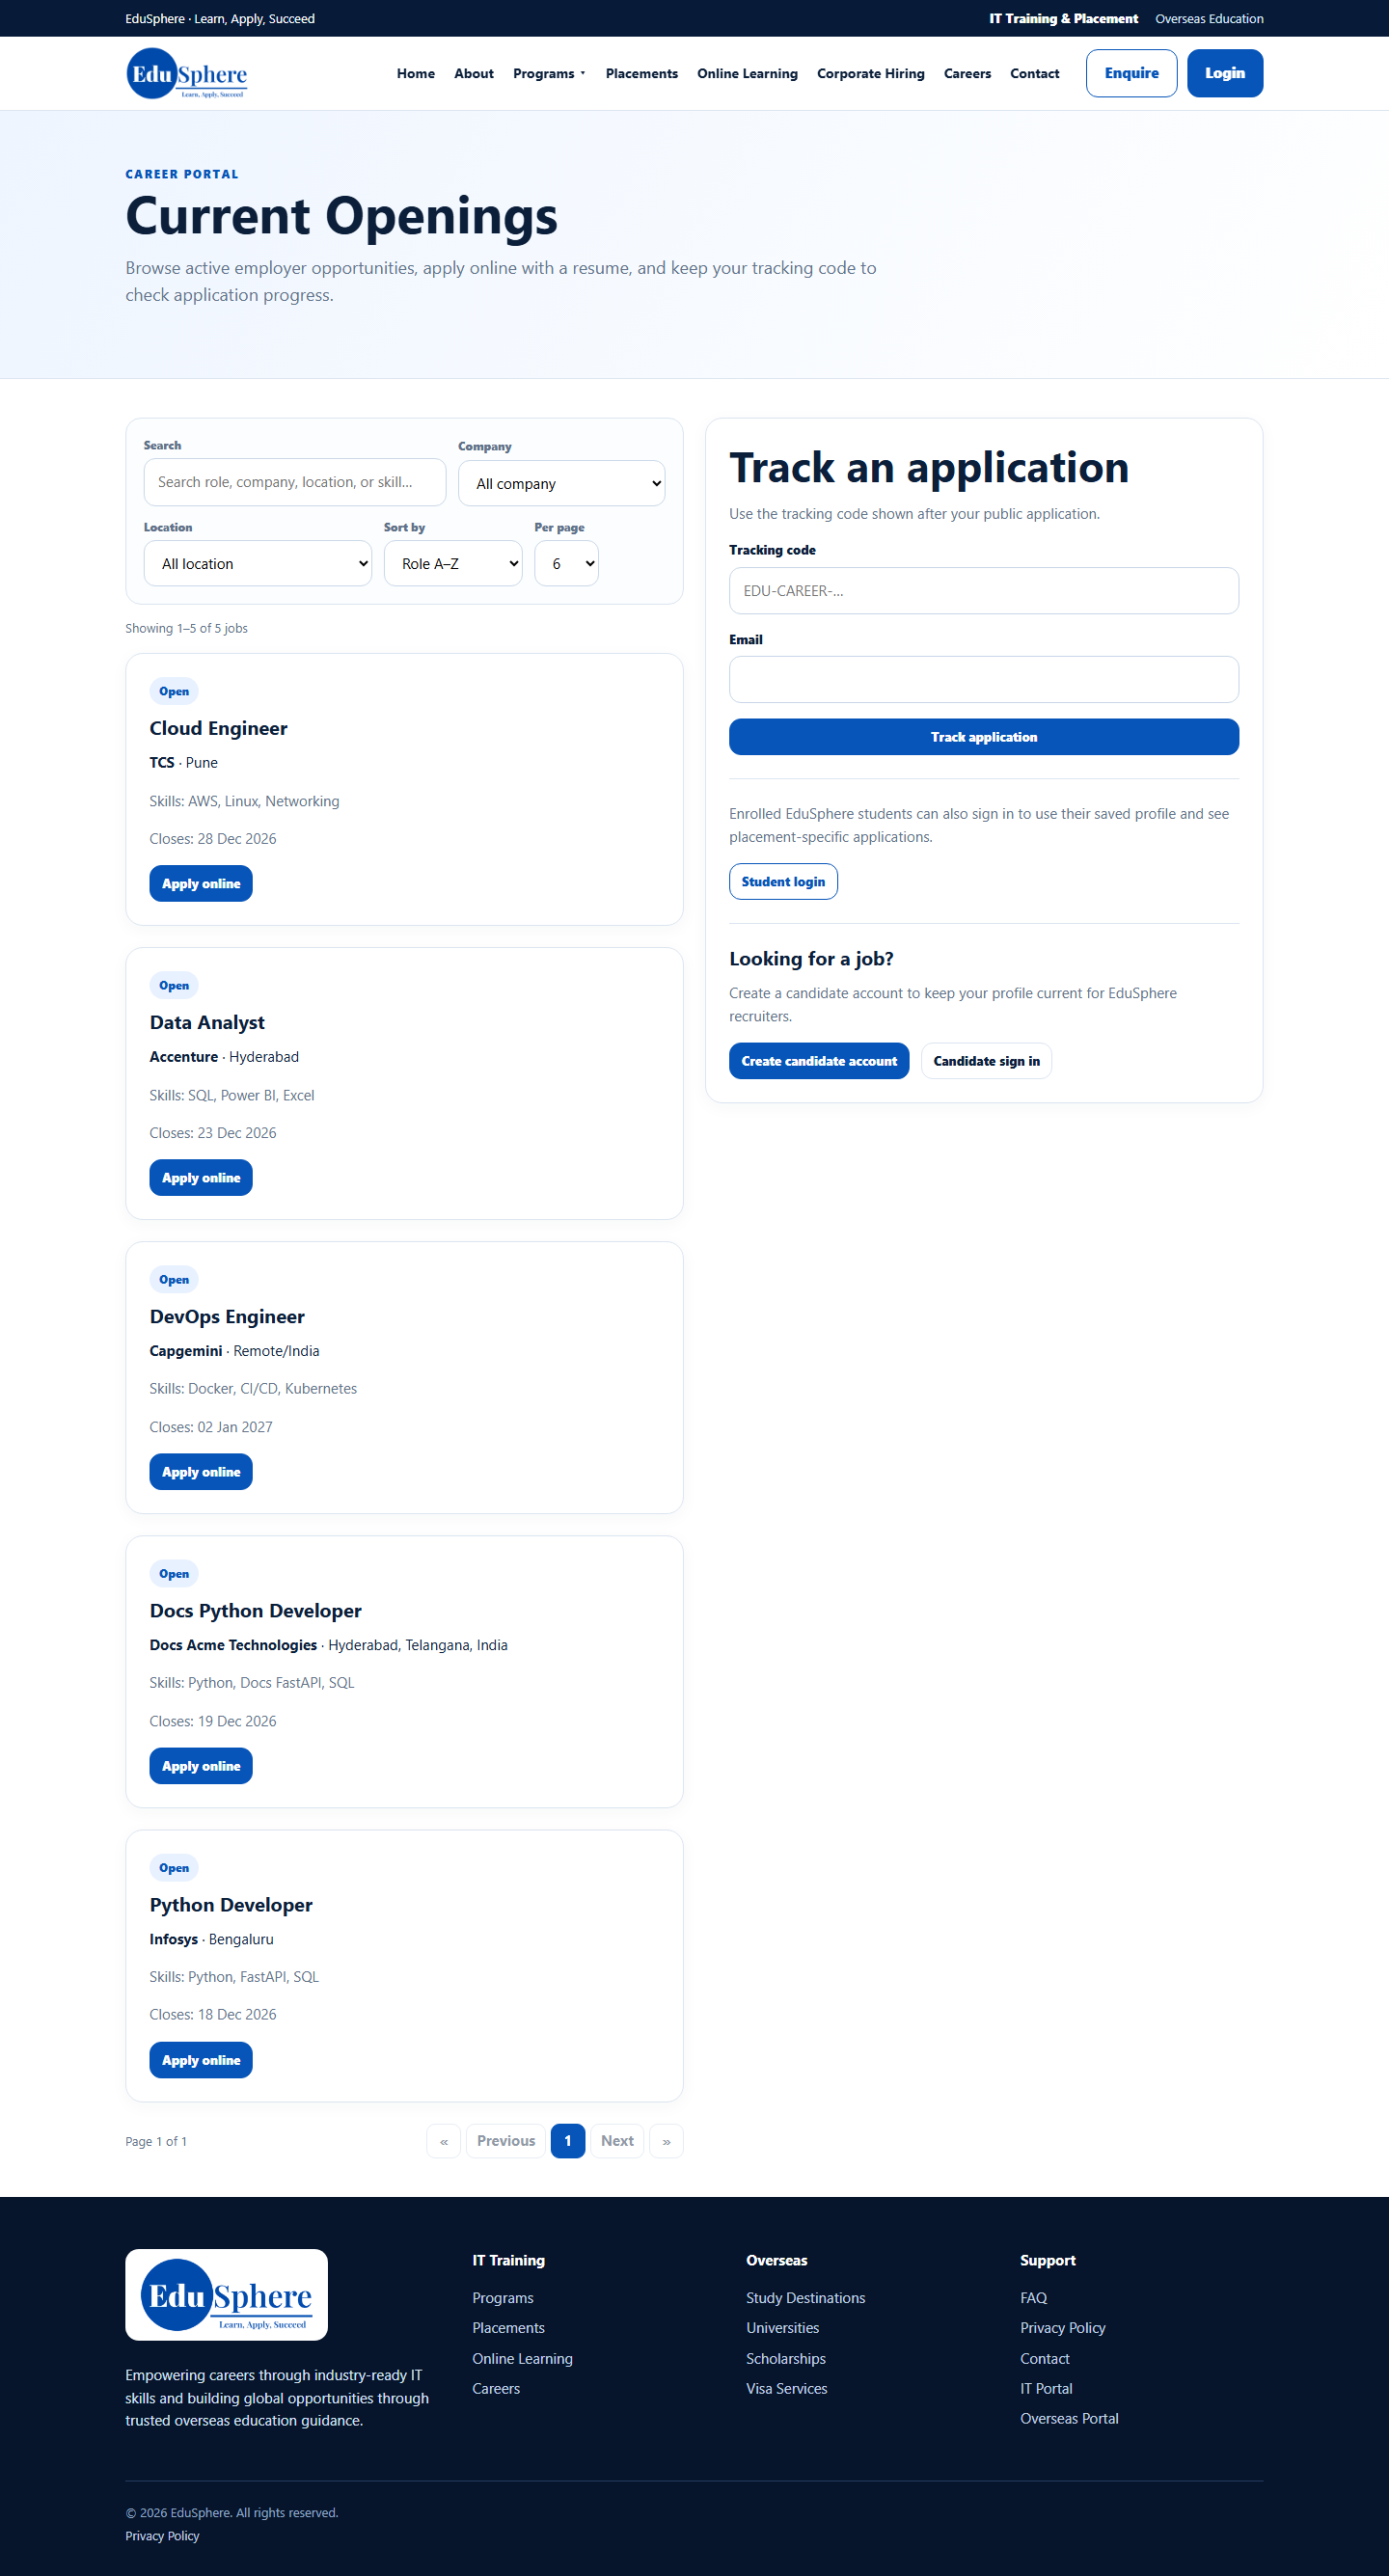 EduSphere · Learn, Apply, Succeed
IT Training & Placement
Overseas Education
EduSphere
Learn, Apply, Succeed
Home
About
Programs
Placements
Online Learning
Corporate Hiring
Careers
Contact
Enquire
Login
CAREER PORTAL
Current Openings
Browse active employer opportunities, apply online with a resume, and keep your tracking code to
check application progress.
Search
Company
Search role, company, location, or skill...
All company
Location
Sort by
Per page
All location
Role A–Z
6
Showing 1–5 of 5 jobs
Open
Cloud Engineer
TCS · Pune
Skills: AWS, Linux, Networking
Closes: 28 Dec 2026
Apply online
Open
Data Analyst
Accenture · Hyderabad
Skills: SQL, Power BI, Excel
Closes: 23 Dec 2026
Apply online
Open
DevOps Engineer
Capgemini · Remote/India
Skills: Docker, CI/CD, Kubernetes
Closes: 02 Jan 2027
Apply online
Open
Docs Python Developer
Docs Acme Technologies · Hyderabad, Telangana, India
Skills: Python, Docs FastAPI, SQL
Closes: 19 Dec 2026
Apply online
Open
Python Developer
Infosys · Bengaluru
Skills: Python, FastAPI, SQL
Closes: 18 Dec 2026
Apply online
Page 1 of 1
«
Previous
1
Next
»
Track an application
Use the tracking code shown after your public application.
Tracking code
EDU-CAREER-...
Email
Track application
Enrolled EduSphere students can also sign in to use their saved profile and see
placement-specific applications.
Student login
Looking for a job?
Create a candidate account to keep your profile current for EduSphere
recruiters.
Create candidate account
Candidate sign in
EduSphere
Learn, Apply, Succeed
Empowering careers through industry-ready IT
skills and building global opportunities through
trusted overseas education guidance.
IT Training
Programs
Placements
Online Learning
Careers
Overseas
Study Destinations
Universities
Scholarships
Visa Services
Support
FAQ
Privacy Policy
Contact
IT Portal
Overseas Portal
© 2026 EduSphere. All rights reserved.
Privacy Policy